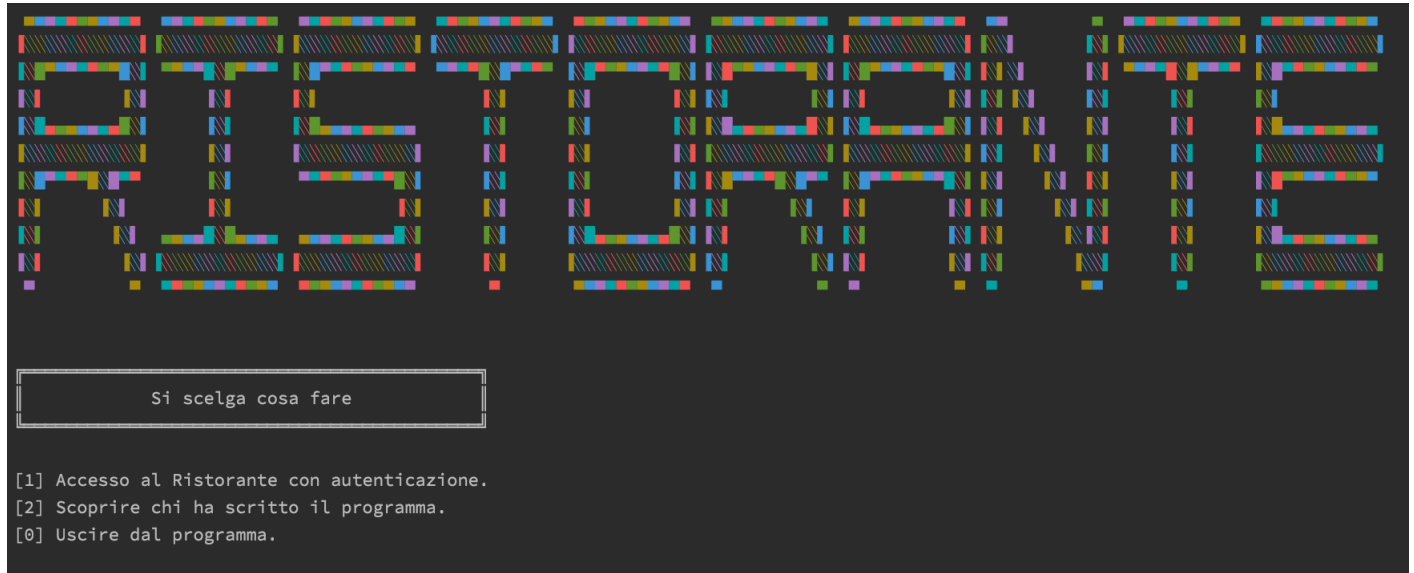 RISTORANTE
Si scelga cosa fare
[1] Accesso al Ristorante con autenticazione.
[2] Scoprire chi ha scritto il programma.
[0] Uscire dal programma.